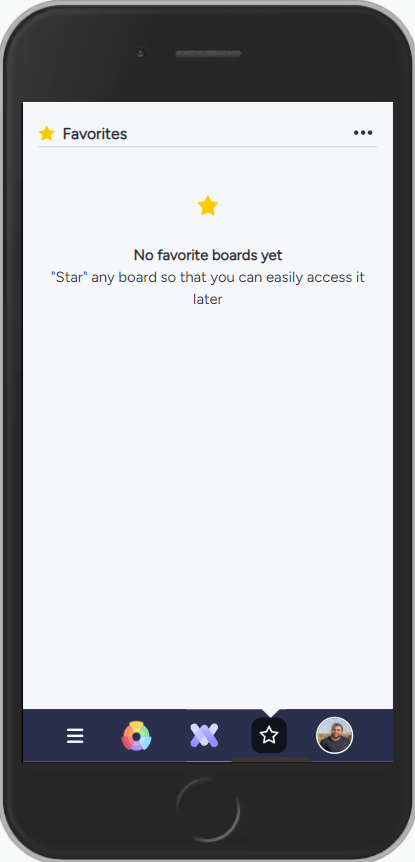 Favorites
No favorite boards yet
"Star" any board so that you can easily access it
later